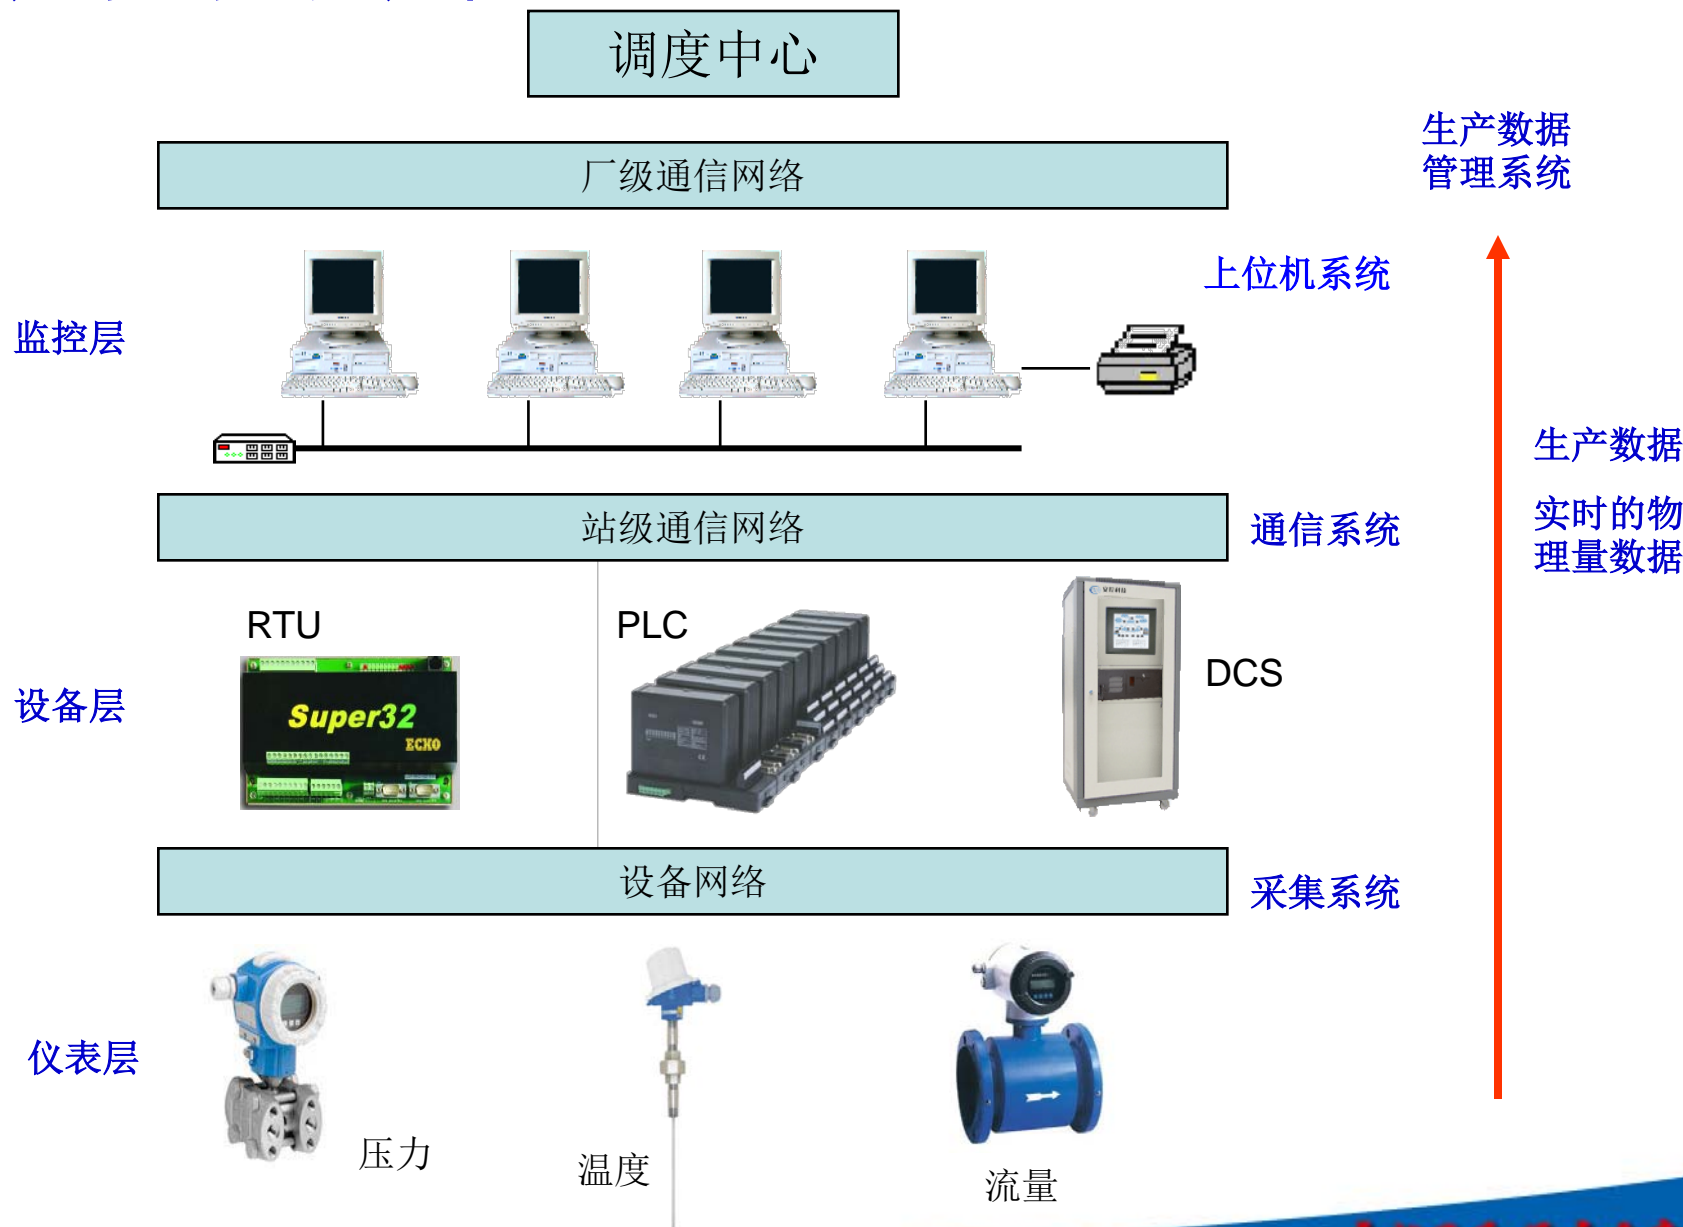 调度中心
生产数据
管理系统
厂级通信网络
上位机系统
监控层
生产数据
实时的物
理量数据
站级通信网络
通信系统
RTU
PLC
DCS
设备层
Super32
ECHO
设备网络
采集系统
仪表层
压力
温度
流量